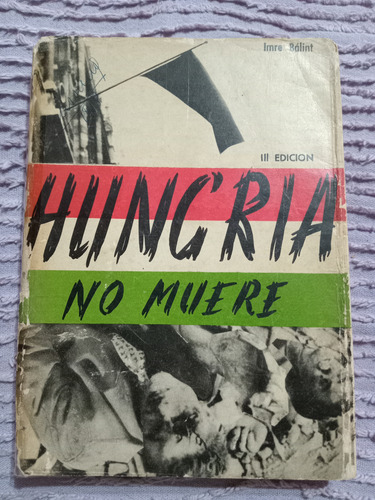 Imre Bálint
III EDICION
HUNGRIA
NO MUERE